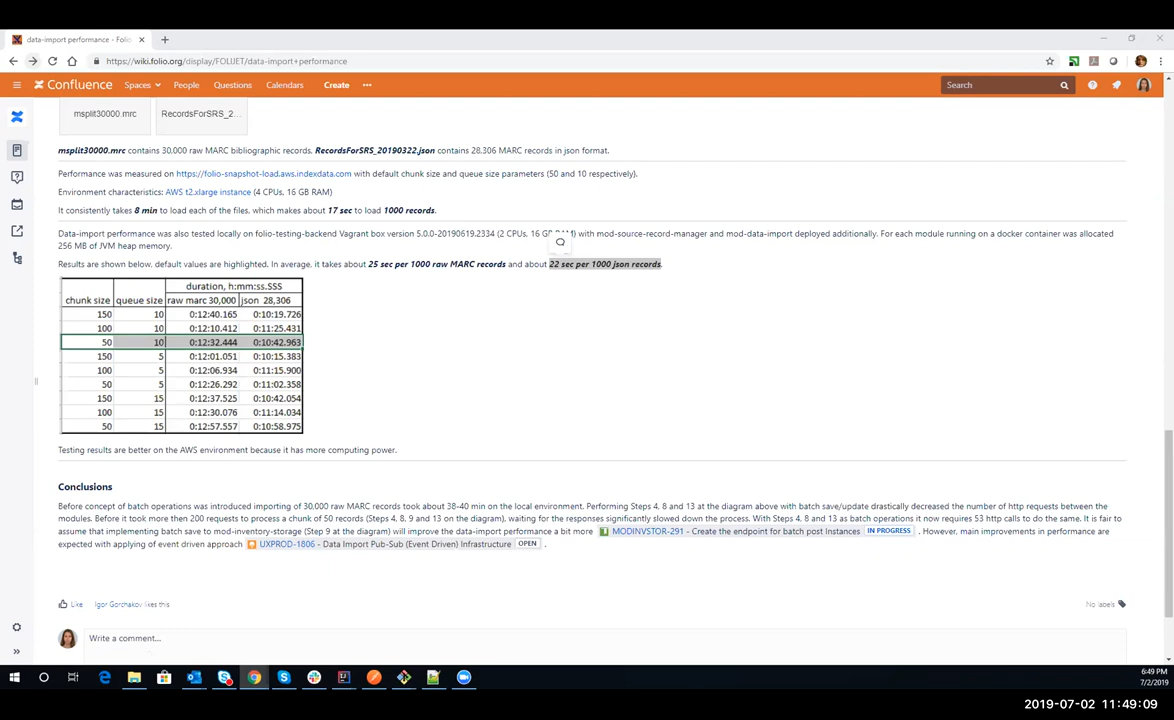 data-import performance - Folio
https://wiki.folio.org/display/FOLIJET/data-import+performance
Confluence Spaces People Questions Calendars Create Search
msplit30000.mrc RecordsForSRS_2...
msplit30000.mrc contains 30,000 raw MARC bibliographic records, RecordsForSRS_20190322.json contains 28.306 MARC records in json format.
Performance was measured on https://folio-snapshot-load.aws.indexdata.com with default chunk size and queue size parameters (50 and 10 respectively).
Environment characteristics: AWS t2.xlarge instance (4 CPUs, 16 GB RAM)
It consistently takes 8 min to load each of the files, which makes about 17 sec to load 1000 records.
Data-import performance was also tested locally on folio-testing-backend Vagrant box version 5.0.0-20190619.2334 (2 CPUs, 16 GB RAM) with mod-source-record-manager and mod-data-import deployed additionally. For each module running on a docker container was allocated
256 MB of JVM heap memory.
Results are shown below, default values are highlighted. In average, it takes about 25 sec per 1000 raw MARC records and about 22 sec per 1000 json records.
duration, h:mm:ss.SSS
chunk size queue size raw marc 30,000 json 28,306
150 10 0:12:40.165 0:10:19.726
100 10 0:12:10.412 0:11:25.431
50 10 0:12:32.444 0:10:42.963
150 5 0:12:01.051 0:10:15.383
100 5 0:12:06.934 0:11:15.900
50 5 0:12:26.292 0:11:02.358
150 15 0:12:37.525 0:10:42.054
100 15 0:12:30.076 0:11:14.034
50 15 0:12:57.557 0:10:58.975
Testing results are better on the AWS environment because it has more computing power.
Conclusions
Before concept of batch operations was introduced importing of 30,000 raw MARC records took about 38-40 min on the local environment. Performing Steps 4, 8 and 13 at the diagram above with batch save/update drastically decreased the number of http requests between the
modules. Before it took more then 200 requests to process a chunk of 50 records (Steps 4, 8, 9 and 13 on the diagram), waiting for the responses significantly slowed down the process. With Steps 4, 8 and 13 as batch operations it now requires 53 http calls to do the same. It is fair to
assume that implementing batch save to mod-inventory-storage (Step 9 at the diagram) will improve the data-import performance a bit more MODINVSTOR-291 - Create the endpoint for batch post Instances IN PROGRESS . However, main improvements in performance are
expected with applying of event driven approach UXPROD-1806 - Data Import Pub-Sub (Event Driven) Infrastructure OPEN .
Like Igor Gorchakov likes this No labels
Write a comment...
6:49 PM
7/2/2019
2019-07-02 11:49:09